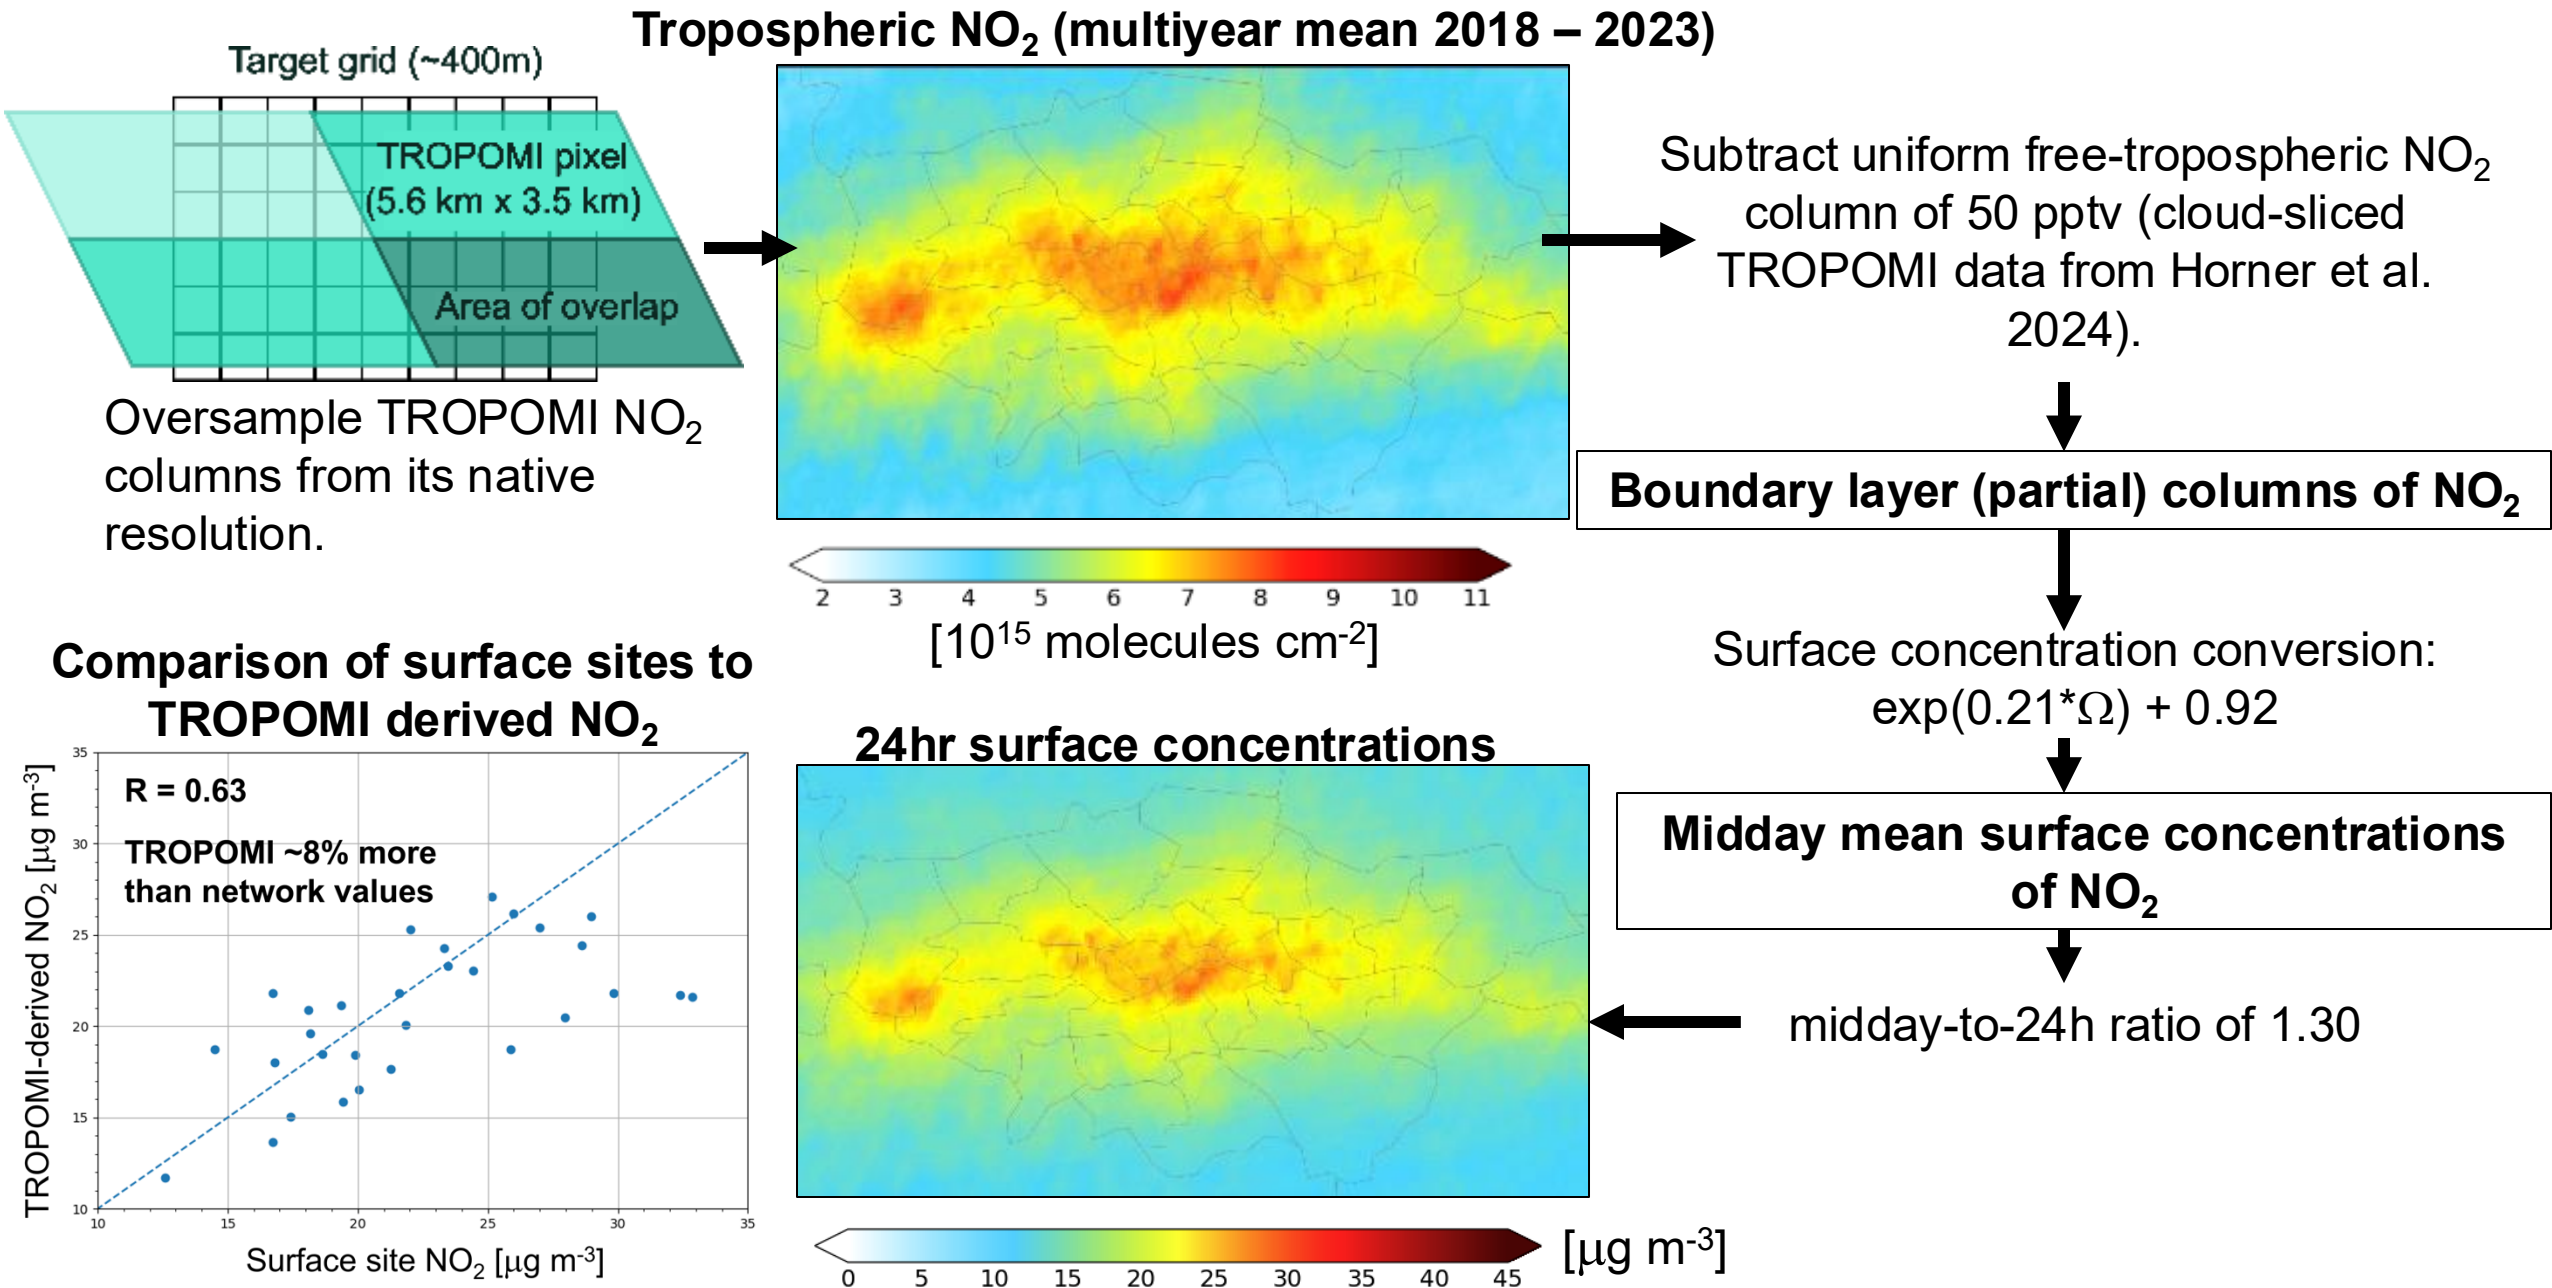 Tropospheric NO₂ (multiyear mean 2018 – 2023)
Target grid (~400m)
TROPOMI pixel
(5.6 km x 3.5 km)
Area of overlap
Oversample TROPOMI NO₂
columns from its native
resolution.
2 3 4 5 6 7 8 9 10 11
[10¹⁵ molecules cm⁻²]
Subtract uniform free-tropospheric NO₂
column of 50 pptv (cloud-sliced
TROPOMI data from Horner et al.
2024).
Boundary layer (partial) columns of NO₂
Surface concentration conversion:
exp(0.21*Ω) + 0.92
Midday mean surface concentrations
of NO₂
midday-to-24h ratio of 1.30
24hr surface concentrations
0 5 10 15 20 25 30 35 40 45
[µg m⁻³]
Comparison of surface sites to
TROPOMI derived NO₂
R = 0.63
TROPOMI ~8% more
than network values
TROPOMI-derived NO₂ [µg m⁻³]
35
30
25
20
15
10
10 15 20 25 30 35
Surface site NO₂ [µg m⁻³]